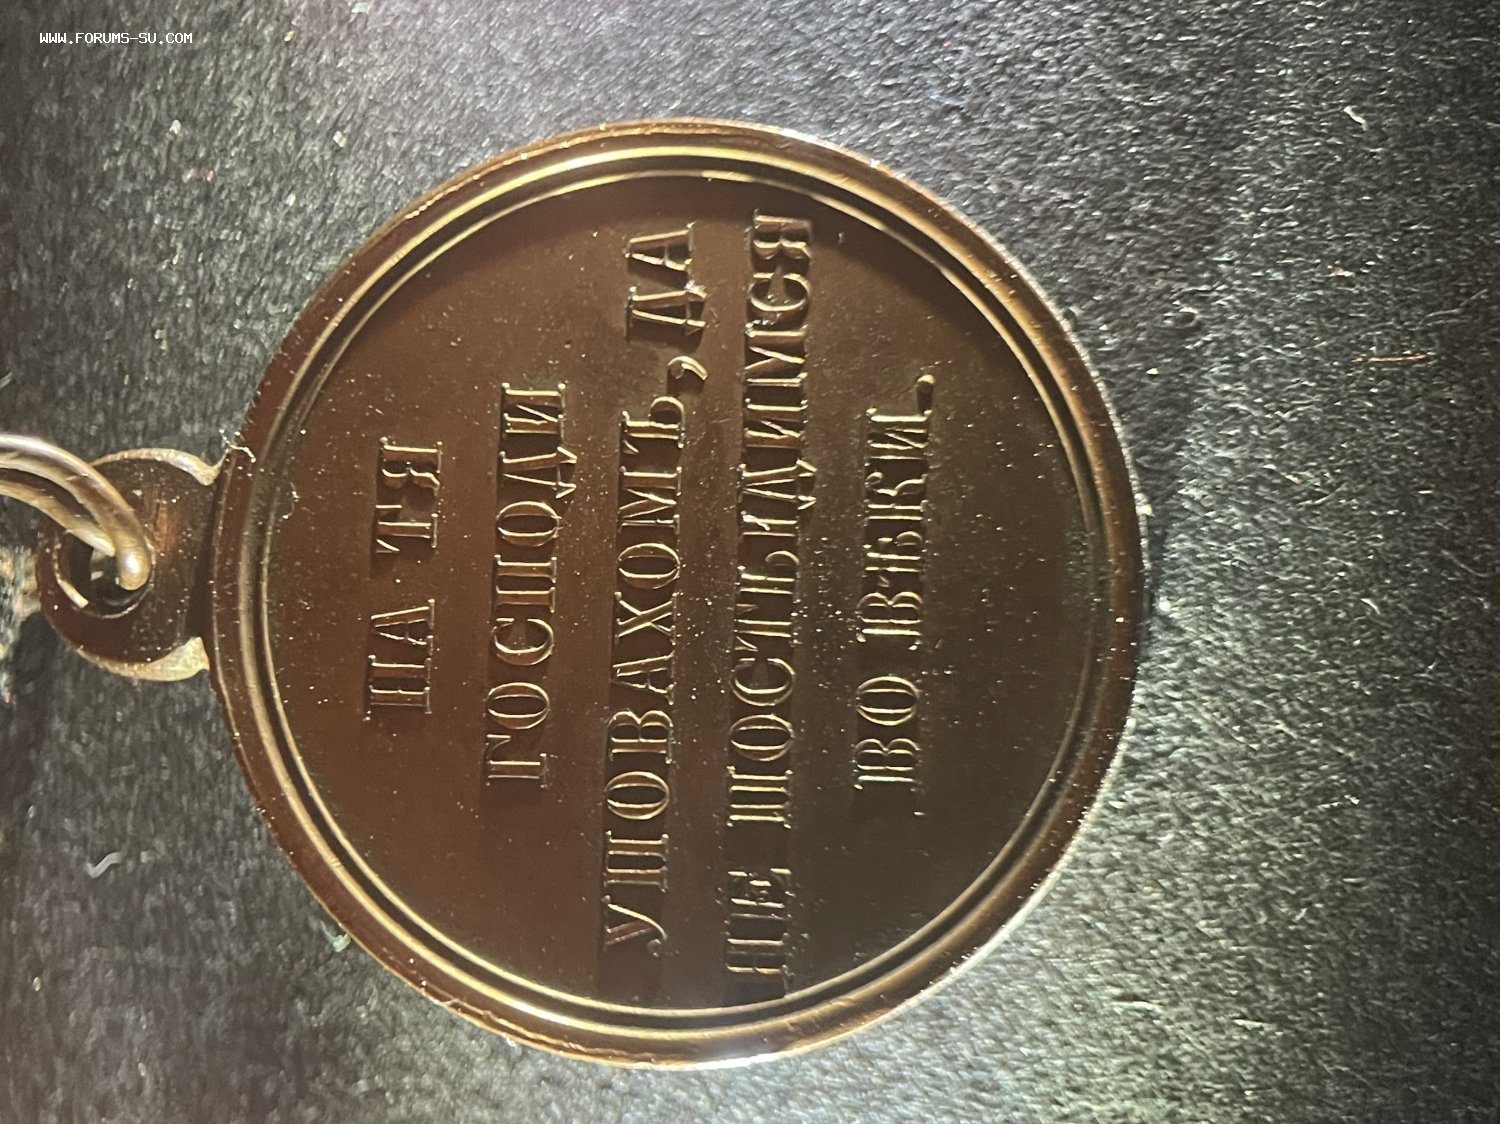 WWW.FORUMS-SU.COM
НА ТЯ
ГОСПОДИ
УПОВАХОМЪ, ДА
НЕ ПОСТЫДИМСЯ
ВО ВѢКИ.